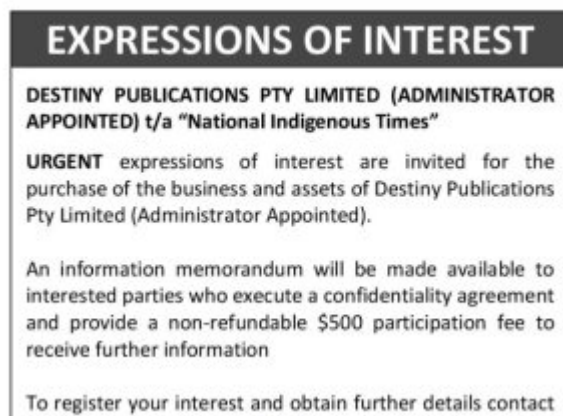 EXPRESSIONS OF INTEREST
DESTINY PUBLICATIONS PTY LIMITED (ADMINISTRATOR
APPOINTED) t/a “National Indigenous Times”
URGENT expressions of interest are invited for the
purchase of the business and assets of Destiny Publications
Pty Limited (Administrator Appointed).
An information memorandum will be made available to
interested parties who execute a confidentiality agreement
and provide a non-refundable $500 participation fee to
receive further information
To register your interest and obtain further details contact